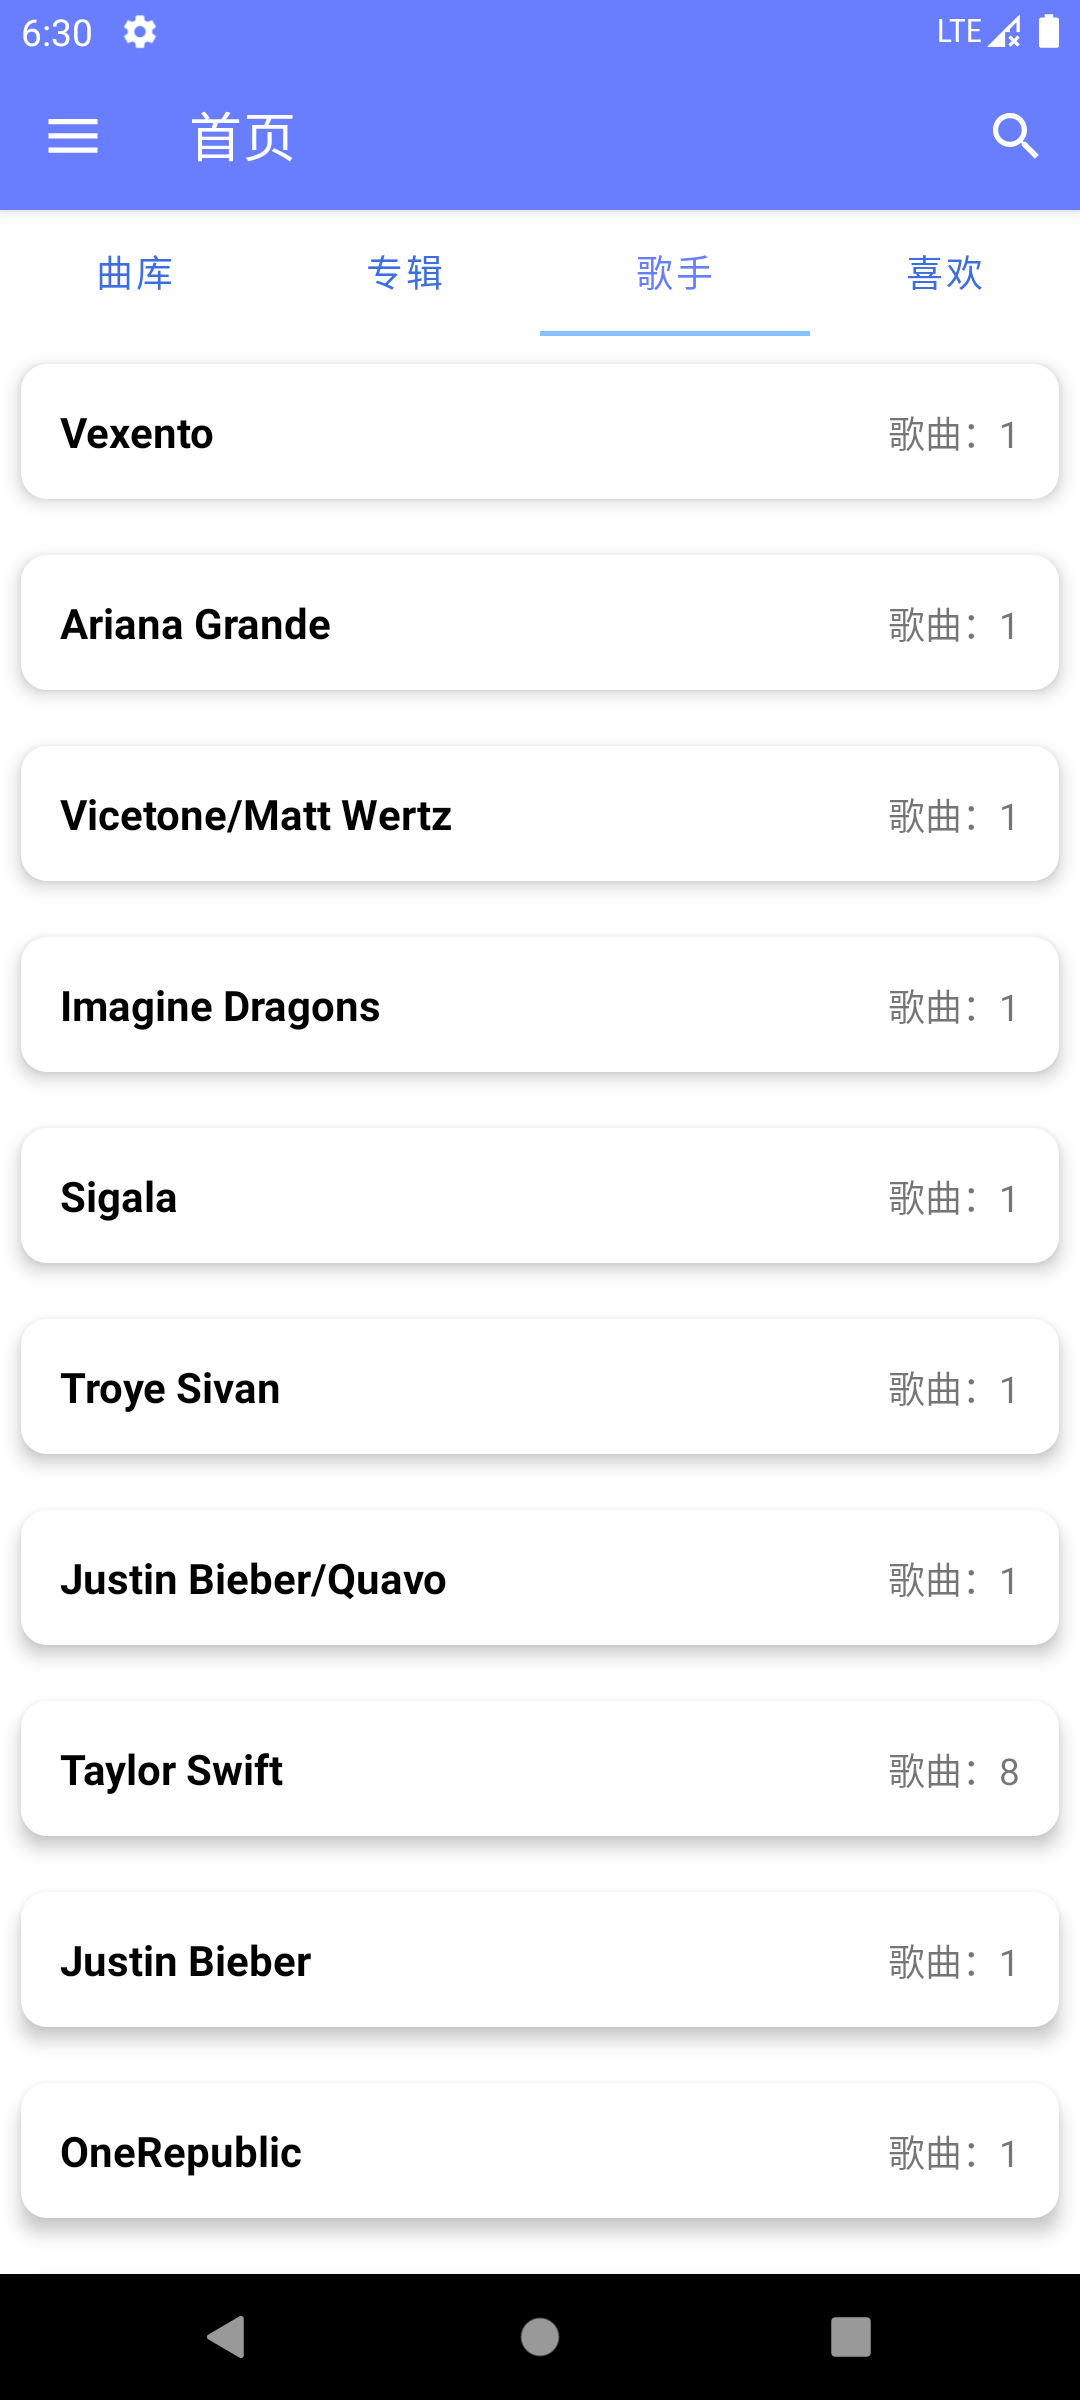 6:30 LTE
首页
曲库 专辑 歌手 喜欢
Vexento 歌曲：1
Ariana Grande 歌曲：1
Vicetone/Matt Wertz 歌曲：1
Imagine Dragons 歌曲：1
Sigala 歌曲：1
Troye Sivan 歌曲：1
Justin Bieber/Quavo 歌曲：1
Taylor Swift 歌曲：8
Justin Bieber 歌曲：1
OneRepublic 歌曲：1